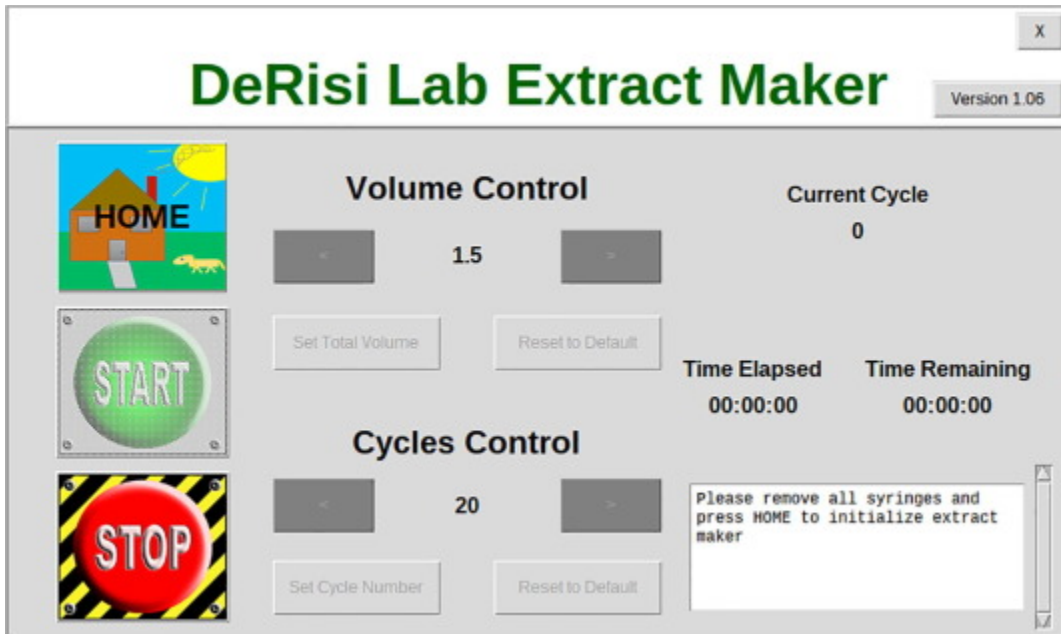 X
DeRisi Lab Extract Maker
Version 1.06
HOME
START
STOP
Volume Control
<
1.5
>
Set Total Volume
Reset to Default
Cycles Control
<
20
>
Set Cycle Number
Reset to Default
Current Cycle
0
Time Elapsed
00:00:00
Time Remaining
00:00:00
Please remove all syringes and
press HOME to initialize extract
maker